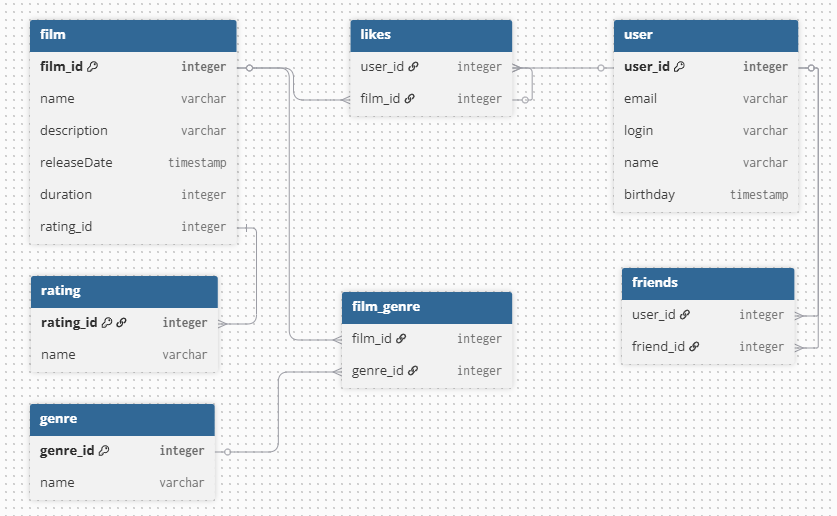 film
film_id integer
name varchar
description varchar
releaseDate timestamp
duration integer
rating_id integer
likes
user_id integer
film_id integer
user
user_id integer
email varchar
login varchar
name varchar
birthday timestamp
rating
rating_id integer
name varchar
film_genre
film_id integer
genre_id integer
friends
user_id integer
friend_id integer
genre
genre_id integer
name varchar